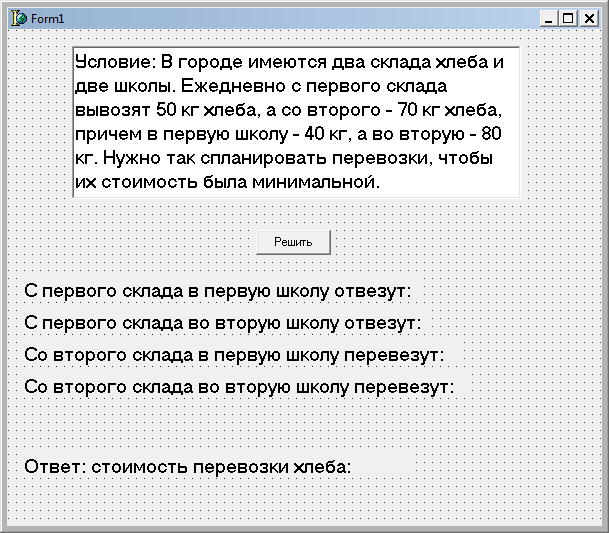 Form1
Условие: В городе имеются два склада хлеба и
две школы. Ежедневно с первого склада
вывозят 50 кг хлеба, а со второго - 70 кг хлеба,
причем в первую школу - 40 кг, а во вторую - 80
кг. Нужно так спланировать перевозки, чтобы
их стоимость была минимальной.
Решить
С первого склада в первую школу отвезут:
С первого склада во вторую школу отвезут:
Со второго склада в первую школу перевезут:
Со второго склада во вторую школу перевезут:
Ответ: стоимость перевозки хлеба: